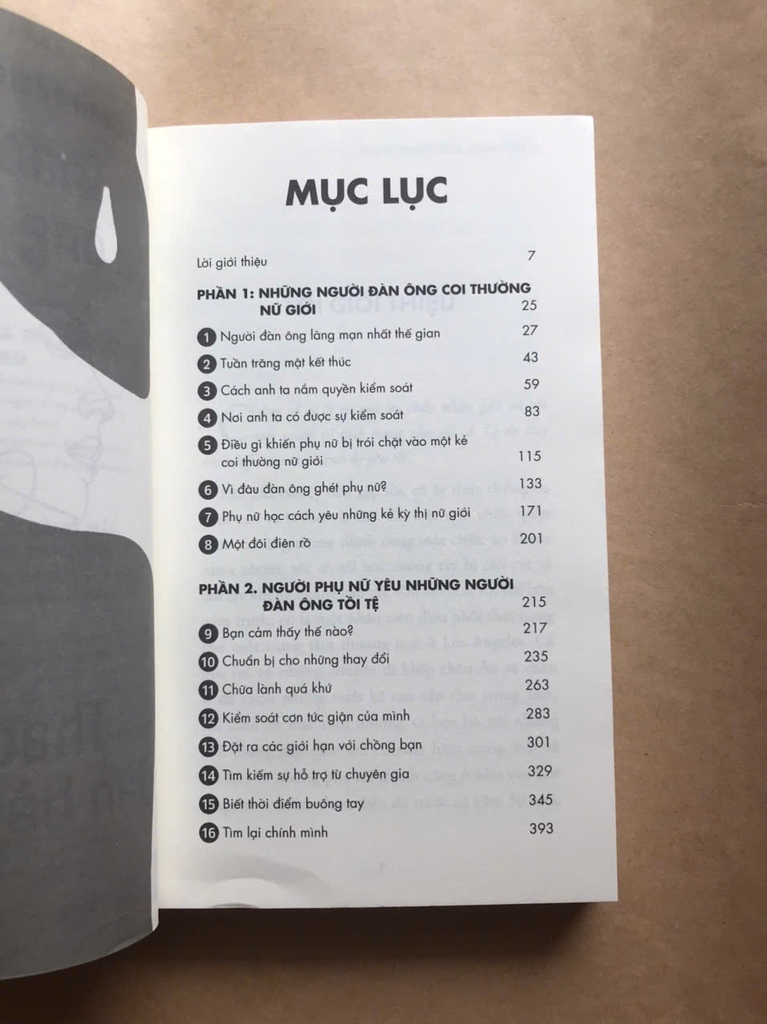 MỤC LỤC
Lời giới thiệu 7
PHẦN 1: NHỮNG NGƯỜI ĐÀN ÔNG COI THƯỜNG
NỮ GIỚI 25
1 Người đàn ông lãng mạn nhất thế gian 27
2 Tuần trăng mật kết thúc 43
3 Cách anh ta nắm quyền kiểm soát 59
4 Nơi anh ta có được sự kiểm soát 83
5 Điều gì khiến phụ nữ bị trói chặt vào một kẻ
coi thường nữ giới 115
6 Vì đâu đàn ông ghét phụ nữ? 133
7 Phụ nữ học cách yêu những kẻ kỳ thị nữ giới 171
8 Một đôi điên rồ 201
PHẦN 2. NGƯỜI PHỤ NỮ YÊU NHỮNG NGƯỜI
ĐÀN ÔNG TỒI TỆ 215
9 Bạn cảm thấy thế nào? 217
10 Chuẩn bị cho những thay đổi 235
11 Chữa lành quá khứ 263
12 Kiểm soát cơn tức giận của mình 283
13 Đặt ra các giới hạn với chồng bạn 301
14 Tìm kiếm sự hỗ trợ từ chuyên gia 329
15 Biết thời điểm buông tay 345
16 Tìm lại chính mình 393